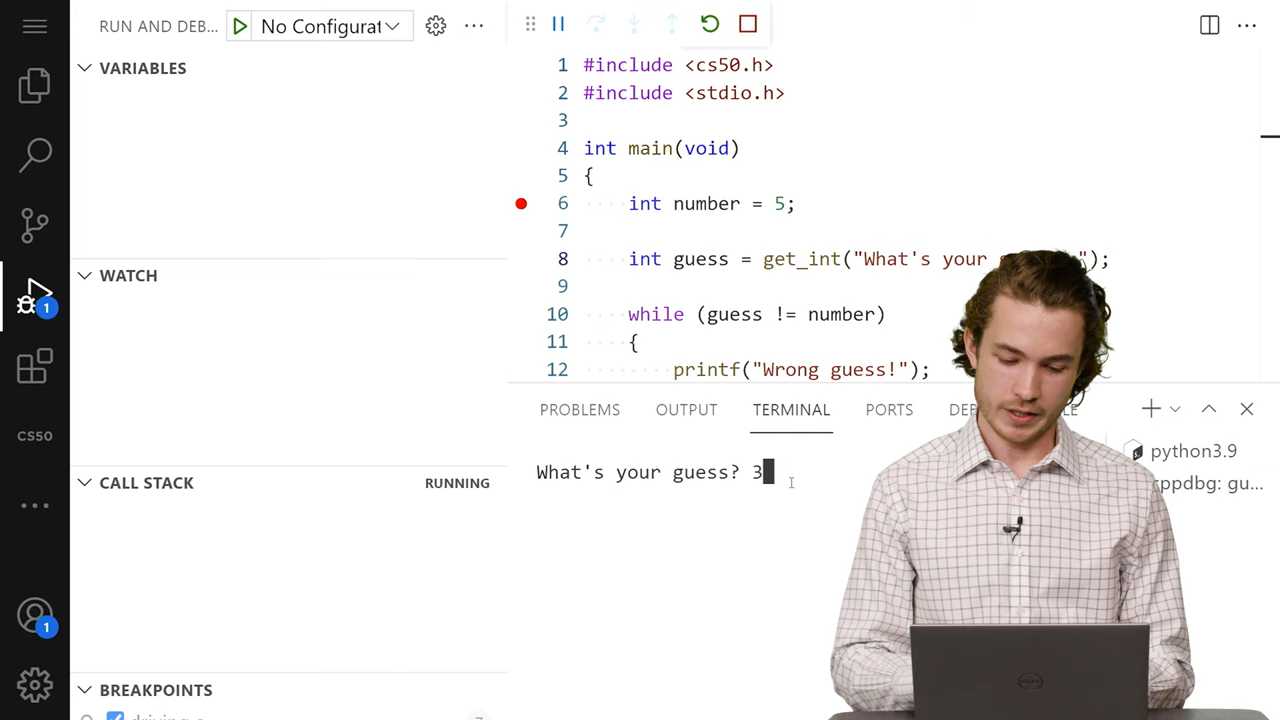 RUN AND DEB...
No Configurat
VARIABLES
WATCH
CALL STACK
RUNNING
BREAKPOINTS
1
CS50
1
1 #include <cs50.h>
2 #include <stdio.h>
3
4 int main(void)
5 {
6 int number = 5;
7
8 int guess = get_int("What's your ");
9
10 while (guess != number)
11 {
12 printf("Wrong guess!");
PROBLEMS
OUTPUT
TERMINAL
PORTS
What's your guess? 3
python3.9
cppdbg: gu...
DELL